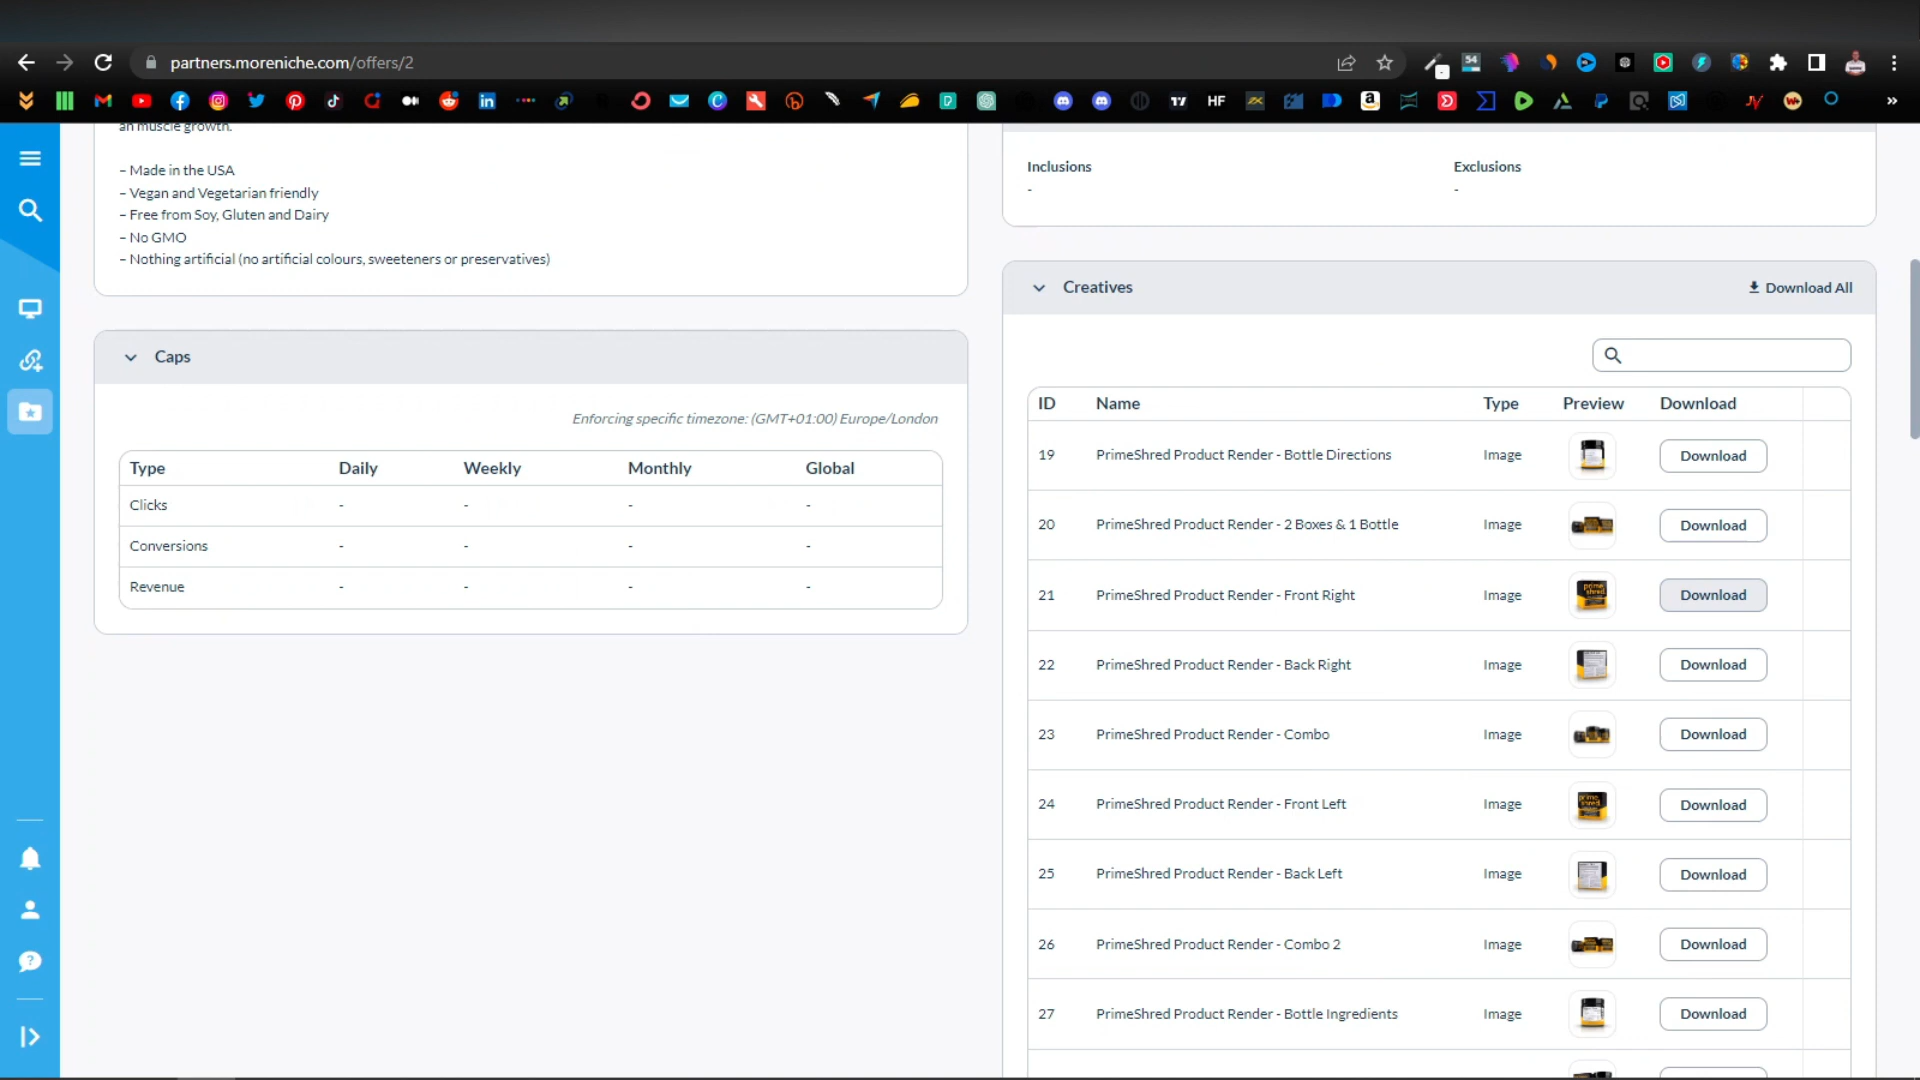 partners.moreniche.com/offers/2
54
HF
an muscle growth.
– Made in the USA
– Vegan and Vegetarian friendly
– Free from Soy, Gluten and Dairy
– No GMO
– Nothing artificial (no artificial colours, sweeteners or preservatives)
Caps
Enforcing specific timezone: (GMT+01:00) Europe/London
Type Daily Weekly Monthly Global
Clicks - - - -
Conversions - - - -
Revenue - - - -
Inclusions Exclusions
- -
Creatives Download All
ID Name Type Preview Download
19 PrimeShred Product Render - Bottle Directions Image Download
20 PrimeShred Product Render - 2 Boxes & 1 Bottle Image Download
21 PrimeShred Product Render - Front Right Image prime shred Download
22 PrimeShred Product Render - Back Right Image Download
23 PrimeShred Product Render - Combo Image Download
24 PrimeShred Product Render - Front Left Image prime shred Download
25 PrimeShred Product Render - Back Left Image Download
26 PrimeShred Product Render - Combo 2 Image Download
27 PrimeShred Product Render - Bottle Ingredients Image Download